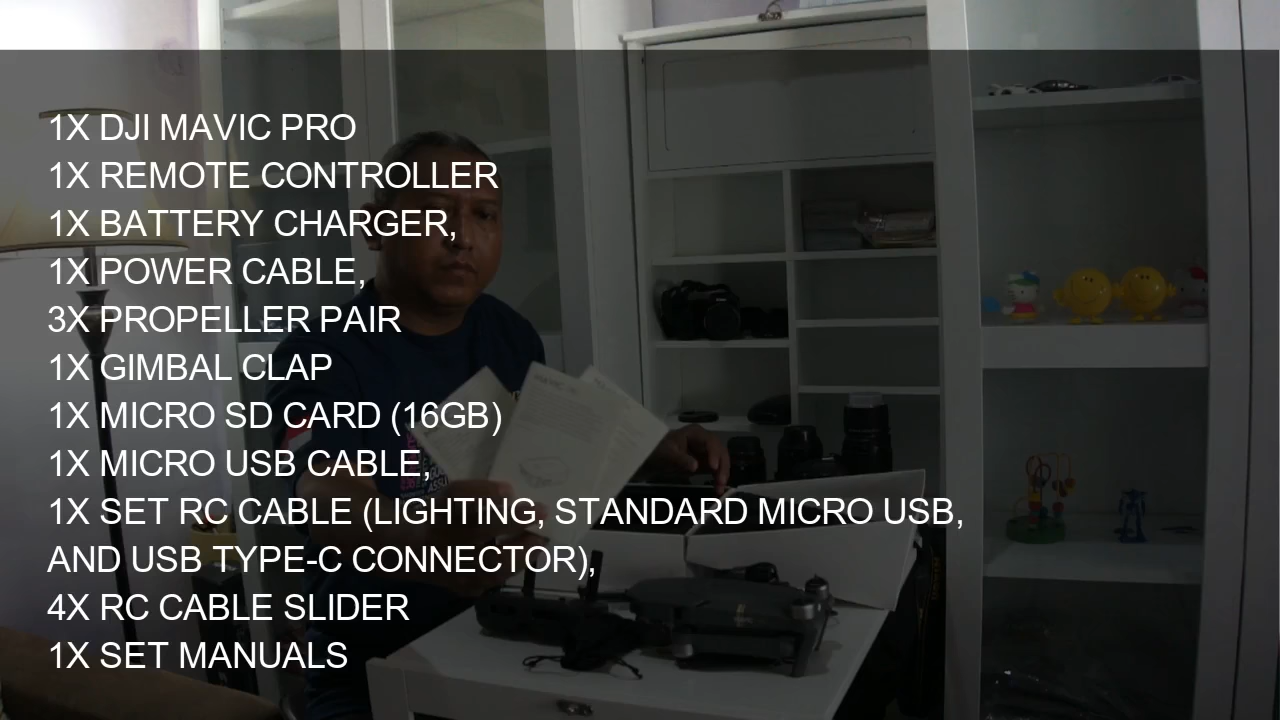 1X DJI MAVIC PRO
1X REMOTE CONTROLLER
1X BATTERY CHARGER,
1X POWER CABLE,
3X PROPELLER PAIR
1X GIMBAL CLAP
1X MICRO SD CARD (16GB)
1X MICRO USB CABLE,
1X SET RC CABLE (LIGHTING, STANDARD MICRO USB,
AND USB TYPE-C CONNECTOR),
4X RC CABLE SLIDER
1X SET MANUALS